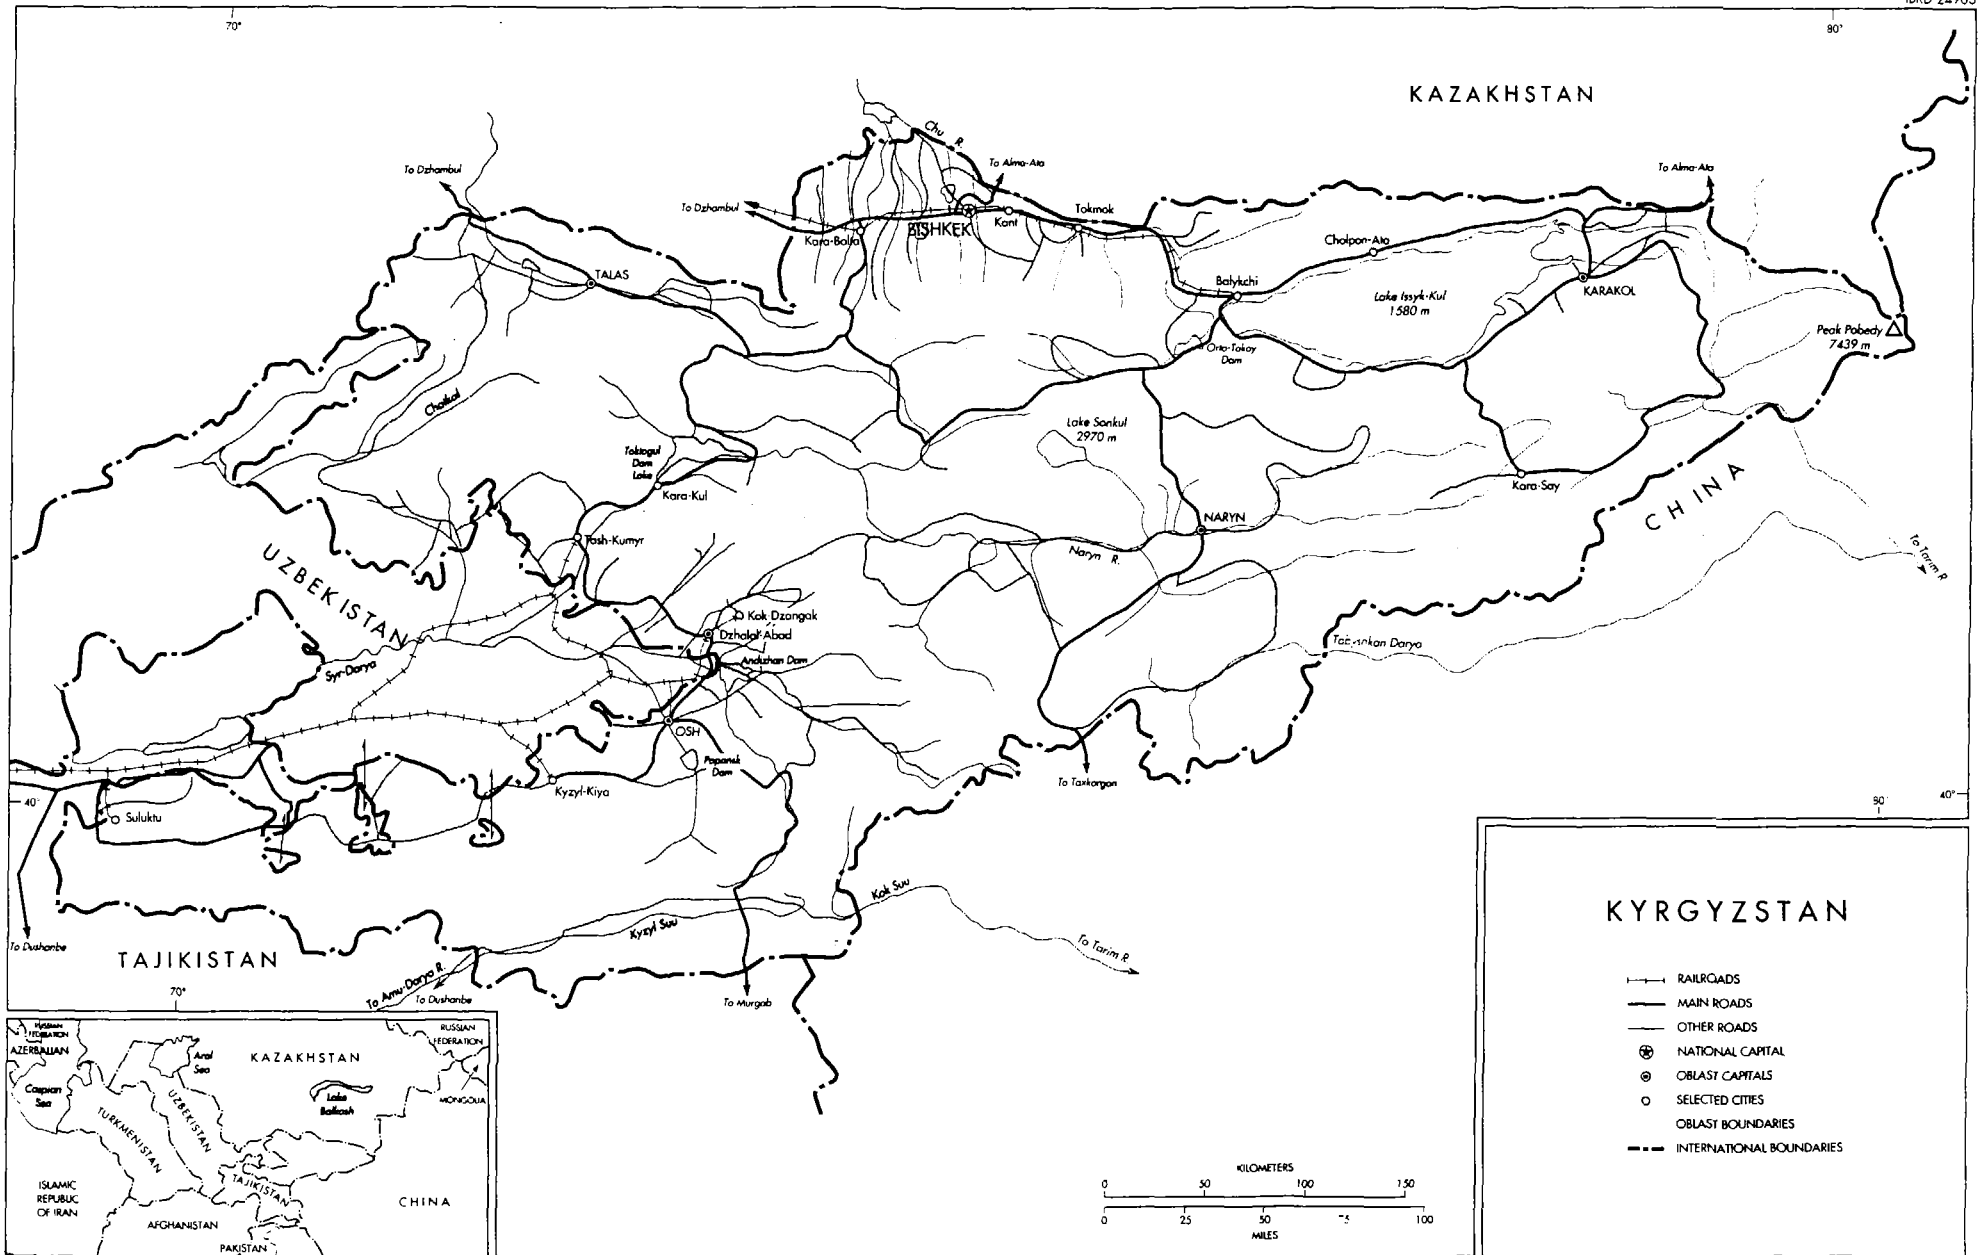 70°
80°
KAZAKHSTAN
Chu R.
To Alma-Ata
To Alma-Ata
To Dzhambul
To Dzhambul
Kara-Balta
BISHKEK
Kant
Tokmok
Cholpon-Ata
TALAS
Balykchi
Lake Issyk-Kul
1580 m
KARAKOL
Peak Pobedy
7439 m
Orto-Tokoy
Dam
Chatkal
Lake Sonkul
2970 m
Toktogul
Dam
Lake
Kara-Kul
Kara-Say
CHINA
NARYN
Tash-Kumyr
Naryn R.
To Tarim R
UZBEKISTAN
Kok-Dzangak
Dzhalal-Abad
Andizhan Dam
Syr-Darya
OSH
Papansk
Dam
To Taxkorgan
Kyzyl-Kiya
40°
80°
40°
Suluktu
Kok Suu
Kyzyl Suu
To Dushanbe
TAJIKISTAN
To Tarim R.
To Amu-Darya R.
To Dushanbe
To Murgab
70°
KYRGYZSTAN
RAILROADS
MAIN ROADS
OTHER ROADS
NATIONAL CAPITAL
OBLAST CAPITALS
SELECTED CITIES
OBLAST BOUNDARIES
INTERNATIONAL BOUNDARIES
KILOMETERS
0 50 100 150
0 25 50 100
MILES
RUSSIAN
FEDERATION
AZERBAIJAN
Aral
Sea
KAZAKHSTAN
RUSSIAN
FEDERATION
Caspian
Sea
Lake
Balkash
MONGOLIA
TURKMENISTAN
UZBEKISTAN
TAJIKISTAN
ISLAMIC
REPUBLIC
OF IRAN
CHINA
AFGHANISTAN
PAKISTAN